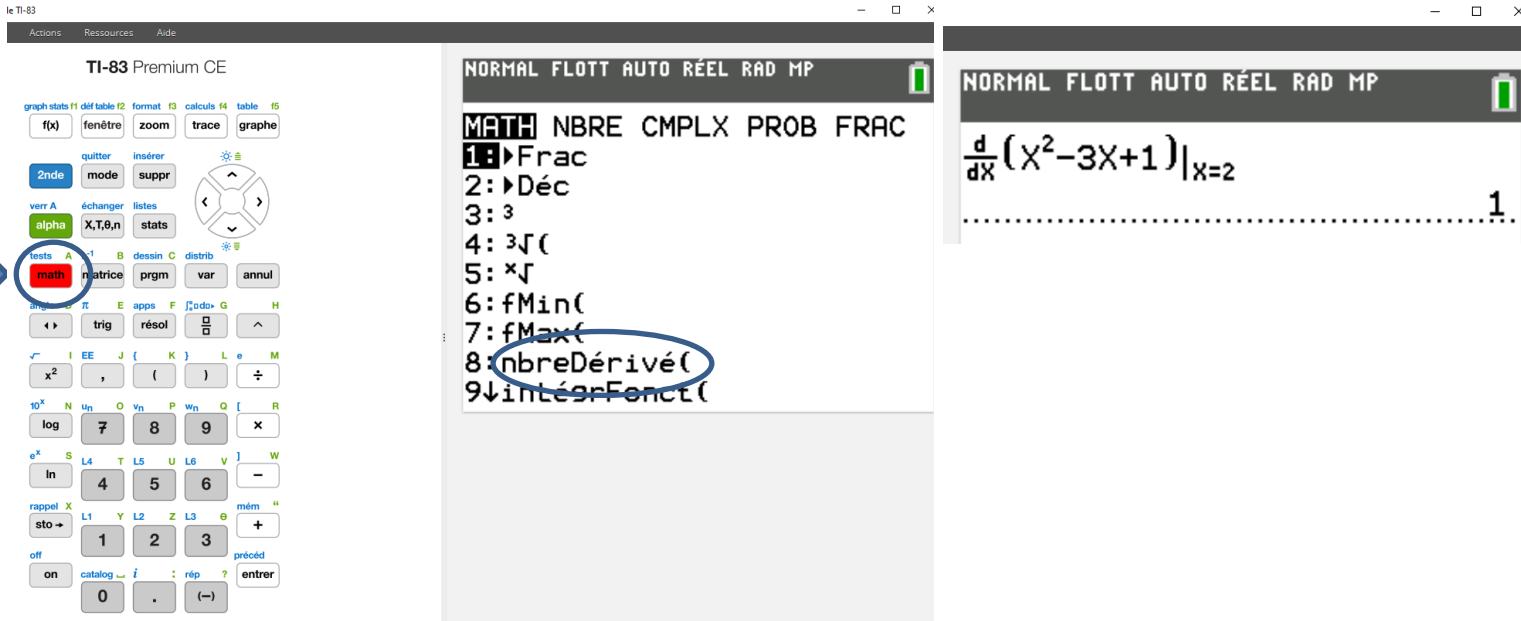 le TI-83
Actions Ressources Aide
TI-83 Premium CE
graph stats f1 déf table f2 format f3 calculs f4 table f5
f(x) fenêtre zoom trace graphe
quitter insérer
2nde mode suppr
verr A échanger listes
alpha X,T,θ,n stats
tests A -1 B dessin C distrib
math matrice prgm var annul
π E apps F G H
trig résol ^
√ I EE J { K } L e M
x² , ( ) ÷
10ˣ N uₙ O vₙ P wₙ Q [ R
log 7 8 9 ×
eˣ S L4 T L5 U L6 V ] W
ln 4 5 6 −
rappel X L1 Y L2 Z L3 θ mém "
sto→ 1 2 3 +
off catalog i : rép ? précéd
on 0 . (−) entrer
NORMAL FLOTT AUTO RÉEL RAD MP
MATH NBRE CMPLX PROB FRAC
1:▶Frac
2:▶Déc
3:³
4:³√(
5:ˣ√
6:fMin(
7:fMax(
8:nbreDérivé(
9↓intégrFonct(
NORMAL FLOTT AUTO RÉEL RAD MP
d/dX(X²−3X+1)|X=2
1